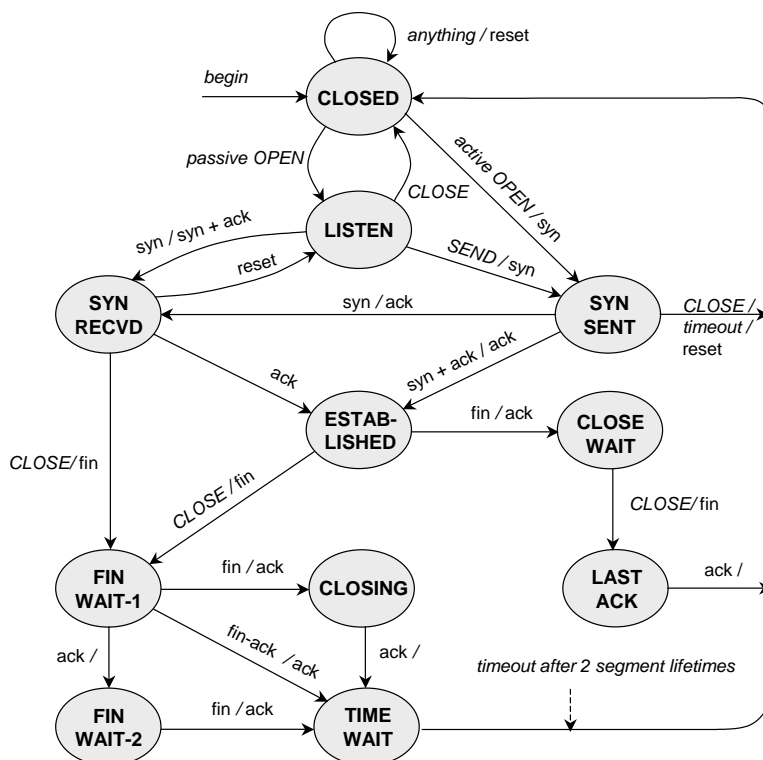 anything / reset
begin
CLOSED
passive OPEN
active OPEN / syn
CLOSE
LISTEN
syn / syn + ack
SEND / syn
reset
SYN
RECVD
syn / ack
SYN
SENT
CLOSE /
timeout /
reset
ack
syn + ack / ack
ESTAB-
LISHED
fin / ack
CLOSE
WAIT
CLOSE/ fin
CLOSE / fin
CLOSE/ fin
FIN
WAIT-1
fin / ack
CLOSING
LAST
ACK
ack /
ack /
fin-ack / ack
ack /
timeout after 2 segment lifetimes
FIN
WAIT-2
fin / ack
TIME
WAIT